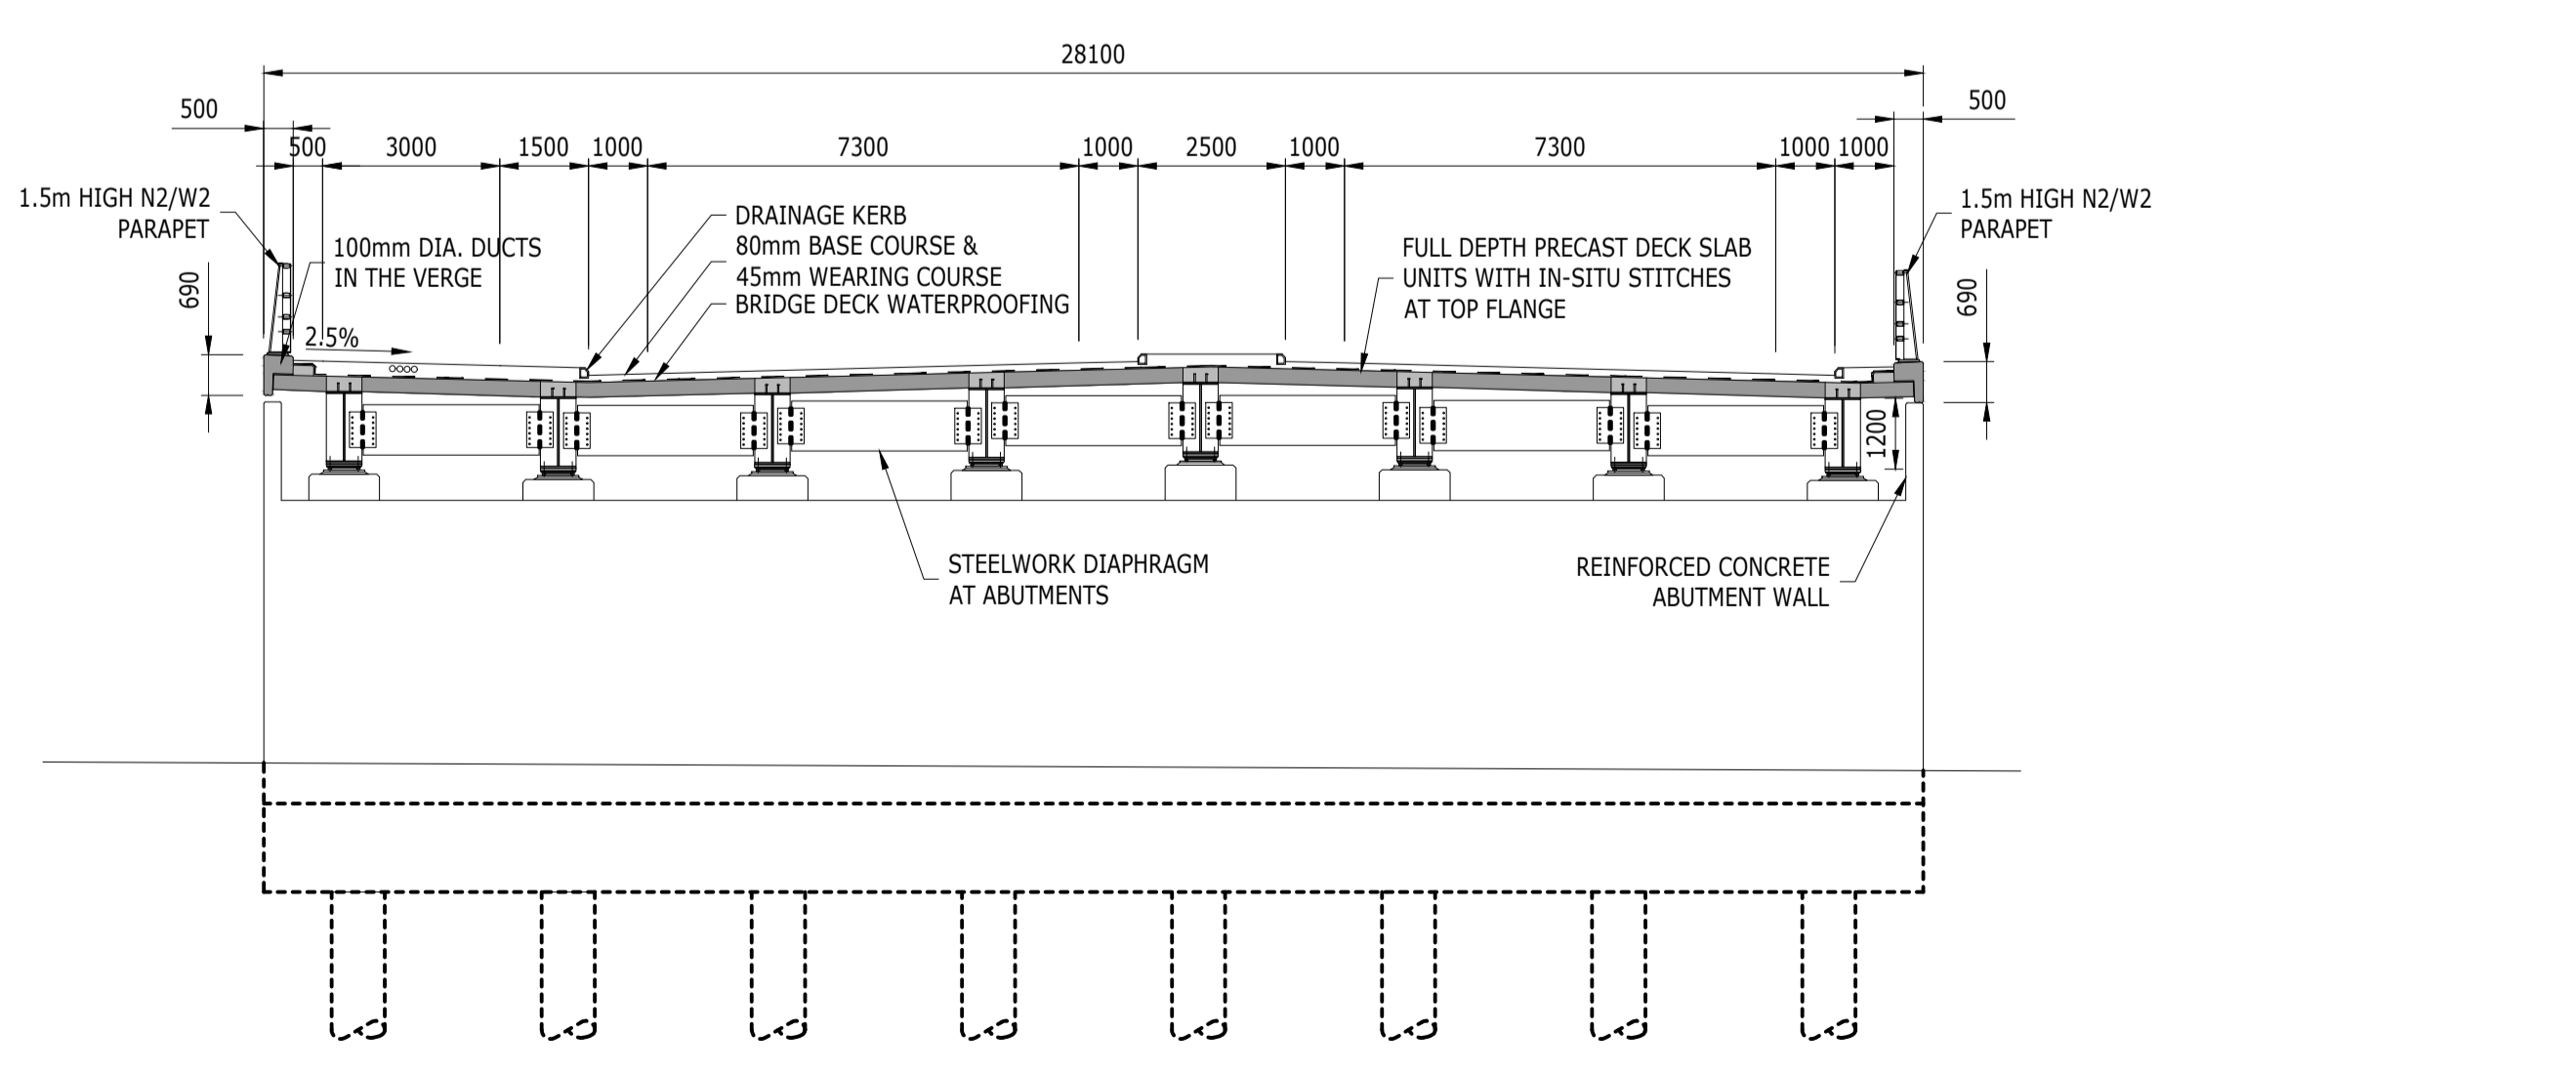 28100
500
500
500 3000 1500 1000 7300 1000 2500 1000 7300 1000 1000
1.5m HIGH N2/W2
PARAPET
100mm DIA. DUCTS
IN THE VERGE
DRAINAGE KERB
80mm BASE COURSE &
45mm WEARING COURSE
BRIDGE DECK WATERPROOFING
FULL DEPTH PRECAST DECK SLAB
UNITS WITH IN-SITU STITCHES
AT TOP FLANGE
1.5m HIGH N2/W2
PARAPET
690
2.5%
690
1200
STEELWORK DIAPHRAGM
AT ABUTMENTS
REINFORCED CONCRETE
ABUTMENT WALL